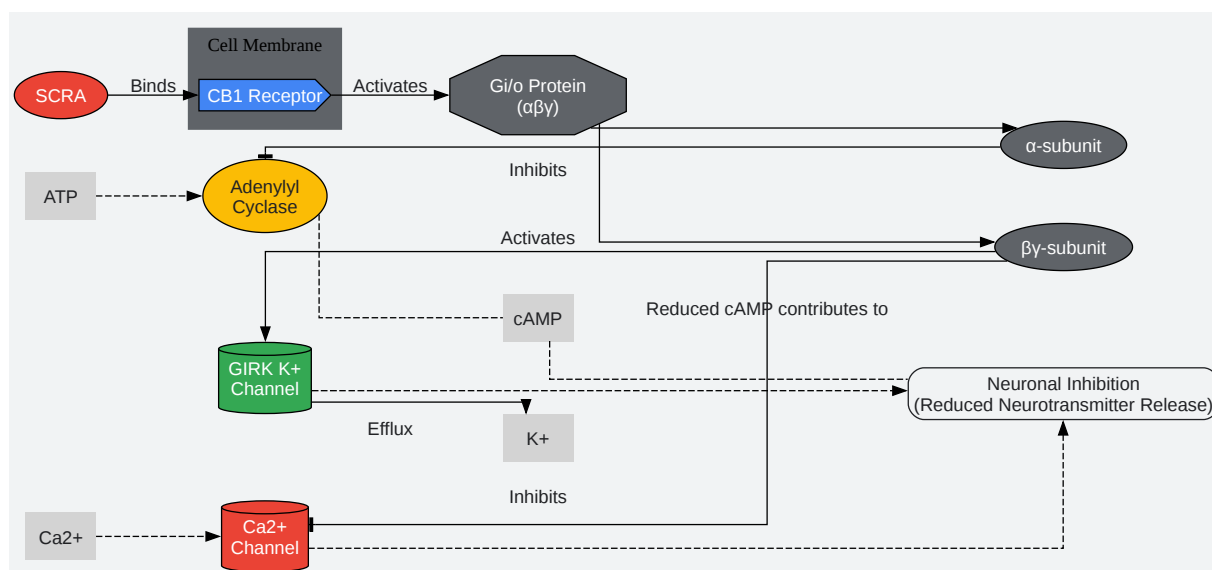 Cell Membrane
SCRA
Binds
CB1 Receptor
Activates
Gi/o Protein
(αβγ)
α-subunit
Inhibits
ATP
Adenylyl
Cyclase
Activates
βγ-subunit
cAMP
Reduced cAMP contributes to
GIRK K+
Channel
Neuronal Inhibition
(Reduced Neurotransmitter Release)
Efflux
K+
Inhibits
Ca2+
Ca2+
Channel